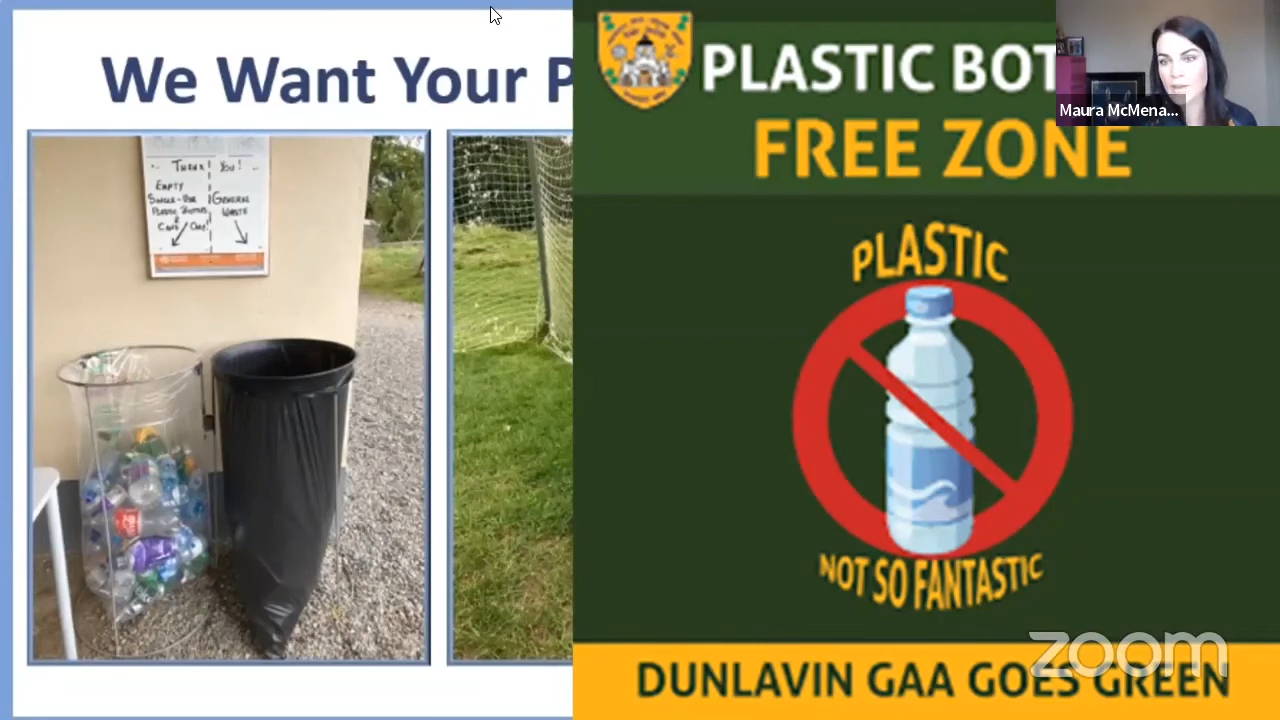 We Want Your P
THANK YOU!
EMPTY
SINGLE-USE
PLASTIC BOTTLES
&
CANS ONLY!
GENERAL
WASTE
PLASTIC BOT
FREE ZONE
PLASTIC
NOT SO FANTASTIC
DUNLAVIN GAA GOES GREEN
Maura McMena...
zoom